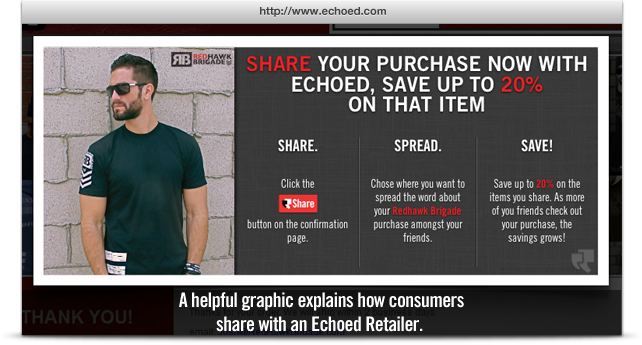 http://www.echoed.com
RB REDHAWK
BRIGADE
SHARE YOUR PURCHASE NOW WITH
ECHOED, SAVE UP TO 20%
ON THAT ITEM
SHARE.
Click the
Share
button on the confirmation
page.
SPREAD.
Chose where you want to
spread the word about
your Redhawk Brigade
purchase amongst your
friends.
SAVE!
Save up to 20% on the
items you share. As more
of you friends check out
your purchase, the
savings grows!
A helpful graphic explains how consumers
share with an Echoed Retailer.
THANK YOU!